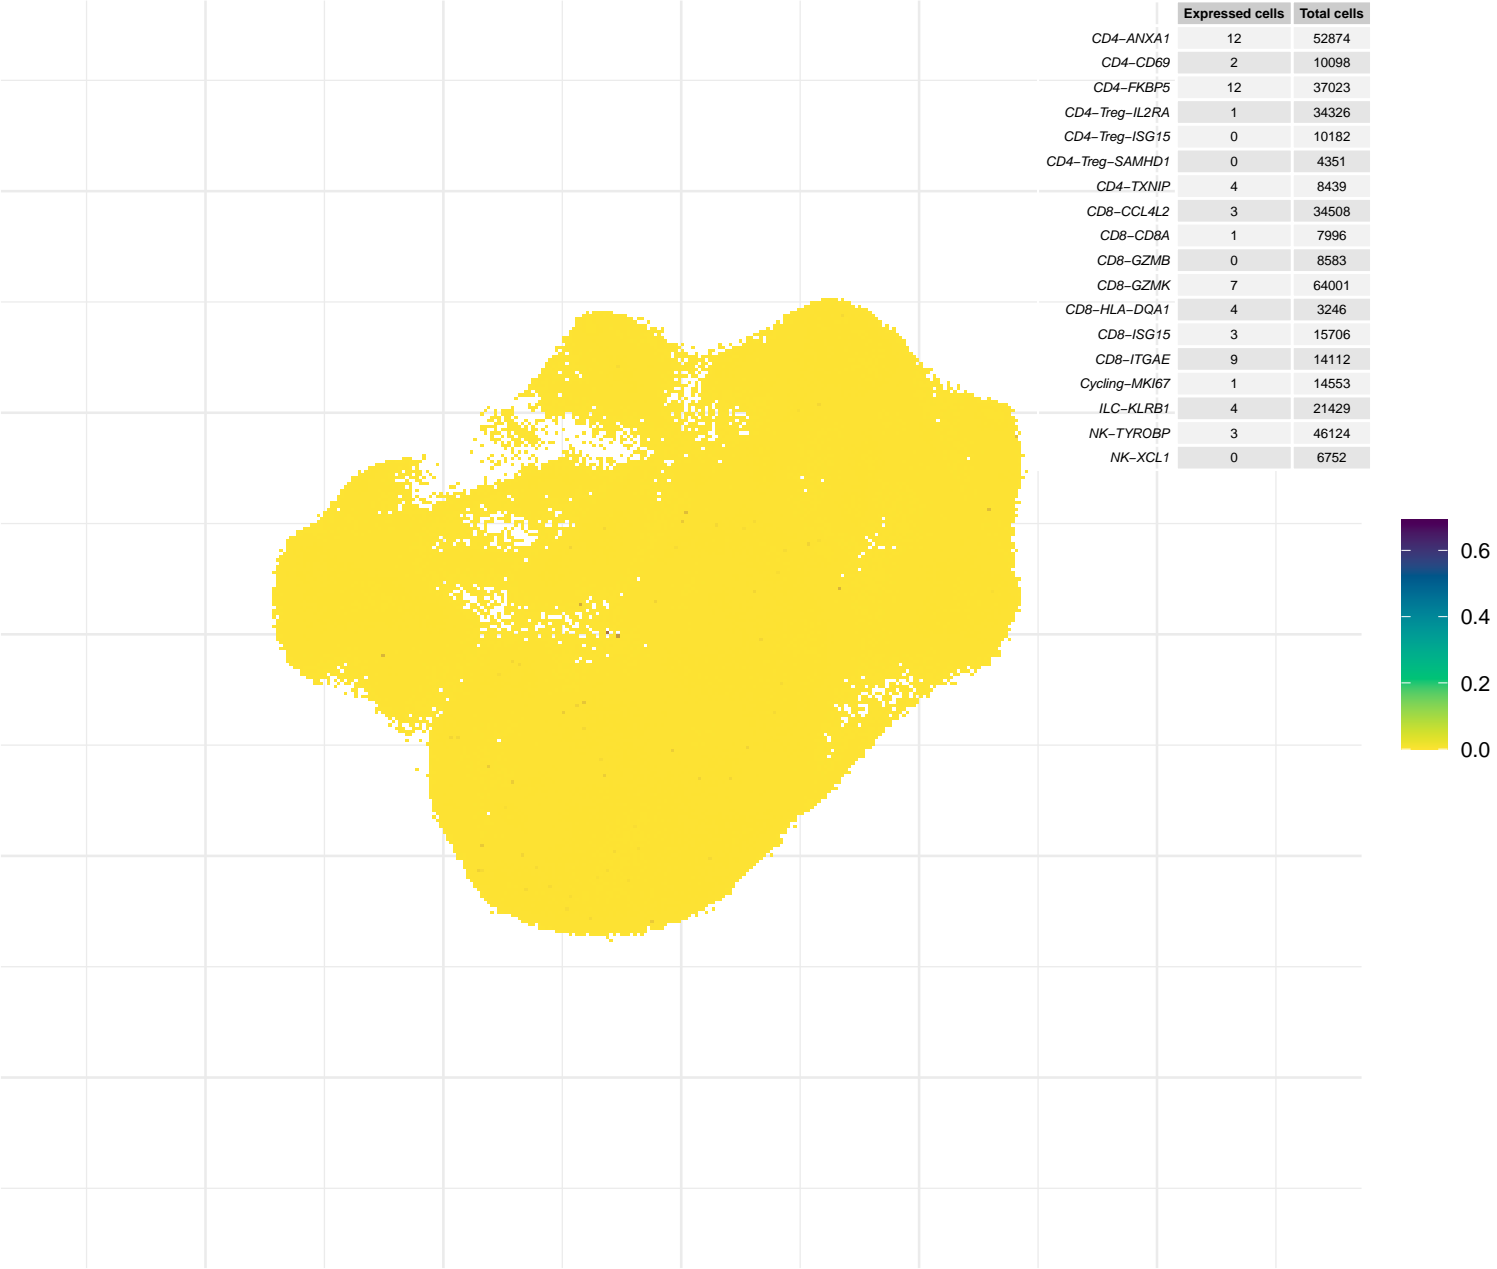 Expressed cells Total cells
CD4−ANXA1 12 52874
CD4−CD69 2 10098
CD4−FKBP5 12 37023
CD4−Treg−IL2RA 1 34326
CD4−Treg−ISG15 0 10182
CD4−Treg−SAMHD1 0 4351
CD4−TXNIP 4 8439
CD8−CCL4L2 3 34508
CD8−CD8A 1 7996
CD8−GZMB 0 8583
CD8−GZMK 7 64001
CD8−HLA−DQA1 4 3246
CD8−ISG15 3 15706
CD8−ITGAE 9 14112
Cycling−MKI67 1 14553
ILC−KLRB1 4 21429
NK−TYROBP 3 46124
NK−XCL1 0 6752
0.6
0.4
0.2
0.0